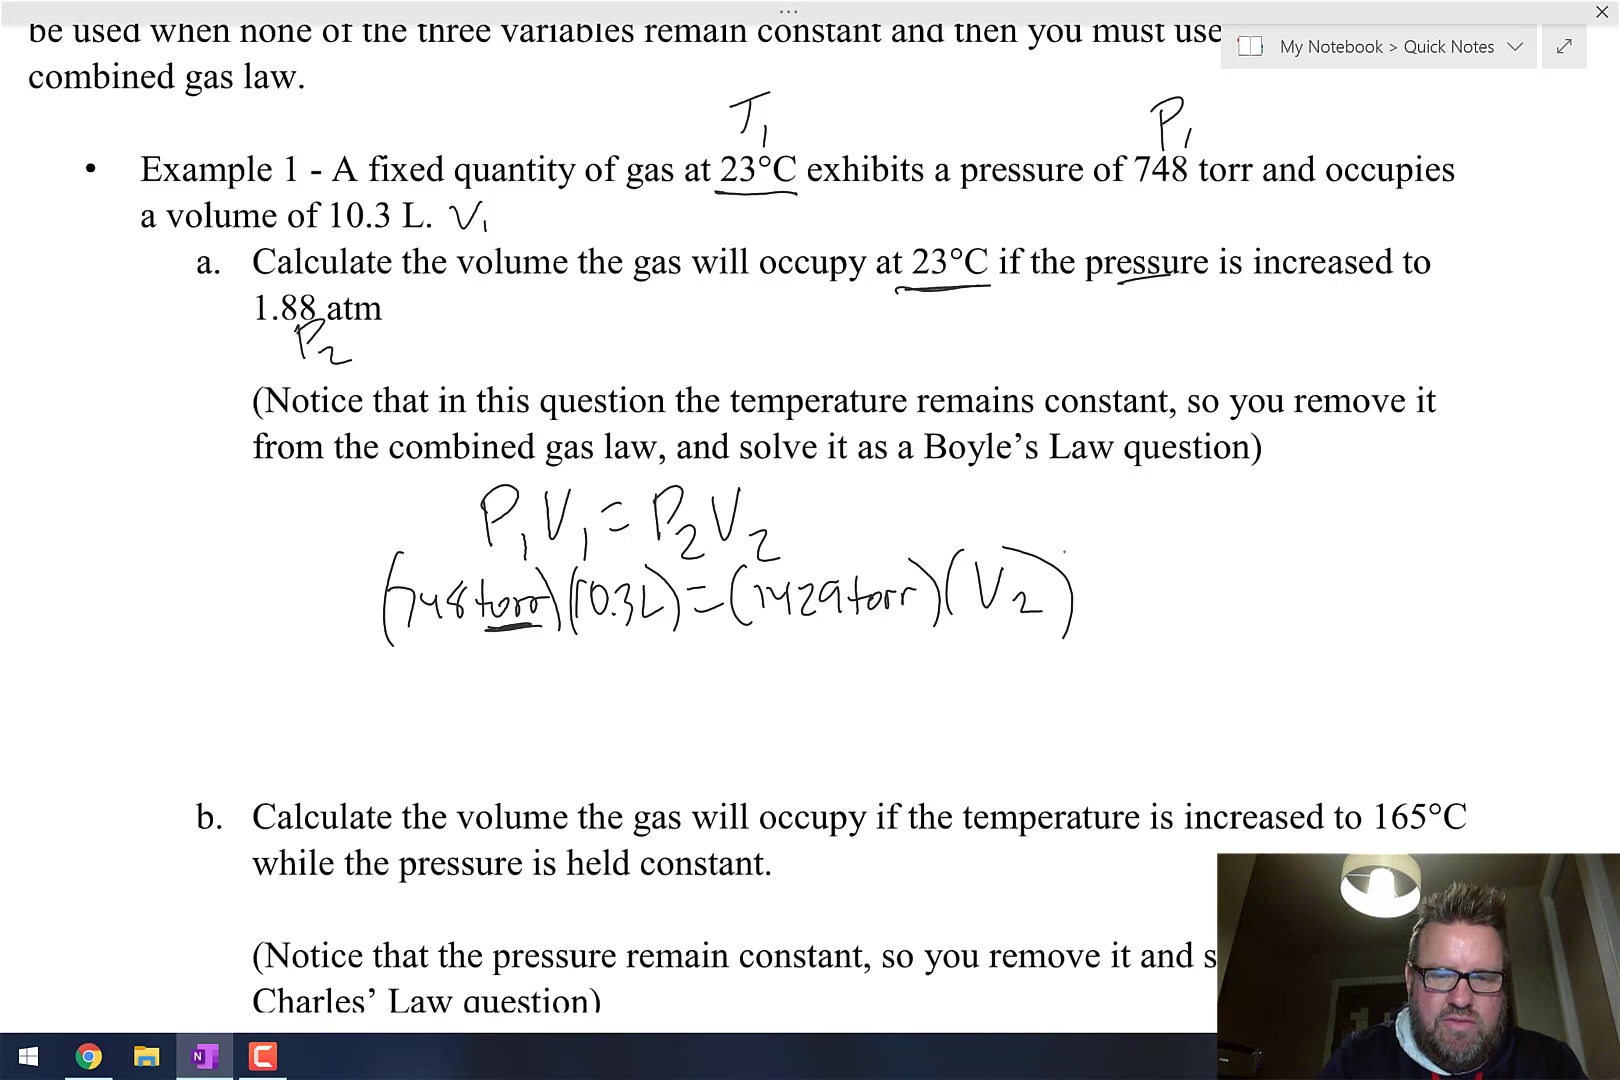 be used when none of the three variables remain constant and then you must use
My Notebook > Quick Notes
combined gas law.
T₁
P₁
• Example 1 - A fixed quantity of gas at 23°C exhibits a pressure of 748 torr and occupies
a volume of 10.3 L. V₁
a. Calculate the volume the gas will occupy at 23°C if the pressure is increased to
1.88 atm
P₂
(Notice that in this question the temperature remains constant, so you remove it
from the combined gas law, and solve it as a Boyle’s Law question)
P₁V₁ = P₂V₂
(748 torr)(10.3L) = (1429 torr)(V₂)
b. Calculate the volume the gas will occupy if the temperature is increased to 165°C
while the pressure is held constant.
(Notice that the pressure remain constant, so you remove it and s
Charles’ Law question)